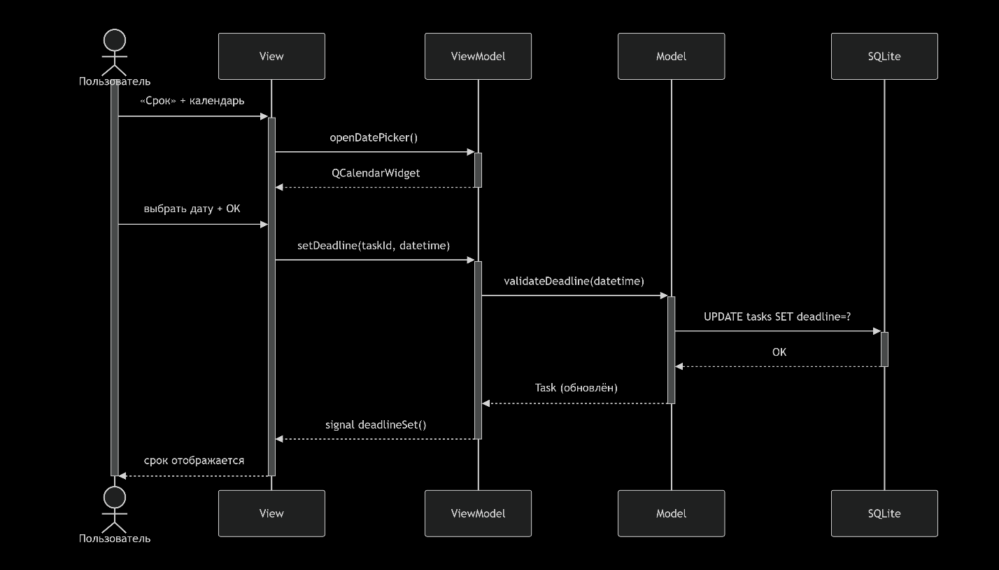 Пользователь
View
ViewModel
Model
SQLite
«Срок» + календарь
openDatePicker()
QCalendarWidget
выбрать дату + OK
setDeadline(taskId, datetime)
validateDeadline(datetime)
UPDATE tasks SET deadline=?
OK
Task (обновлён)
signal deadlineSet()
срок отображается
View
ViewModel
Model
SQLite
Пользователь